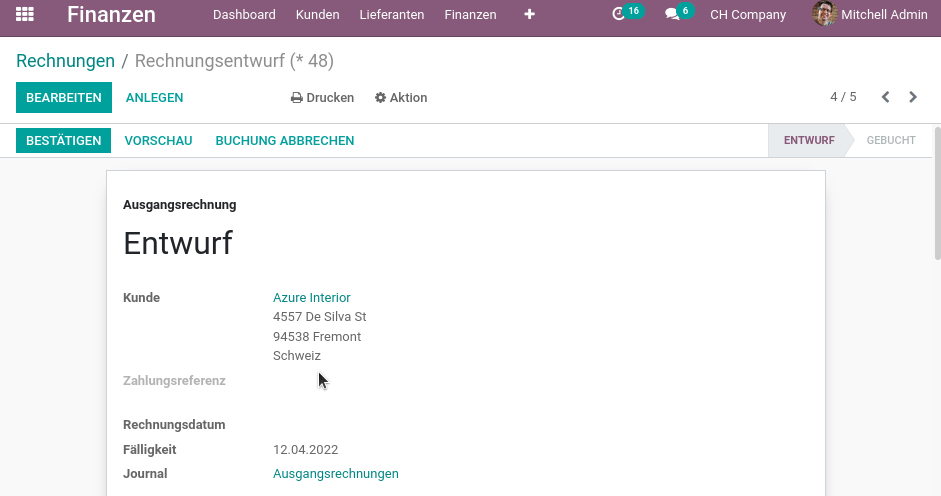 Finanzen Dashboard Kunden Lieferanten Finanzen 16 6 CH Company Mitchell Admin
Rechnungen / Rechnungsentwurf (* 48)
BEARBEITEN ANLEGEN Drucken Aktion 4 / 5
BESTÄTIGEN VORSCHAU BUCHUNG ABBRECHEN ENTWURF GEBUCHT
Ausgangsrechnung
Entwurf
Kunde Azure Interior
4557 De Silva St
94538 Fremont
Schweiz
Zahlungsreferenz
Rechnungsdatum
Fälligkeit 12.04.2022
Journal Ausgangsrechnungen